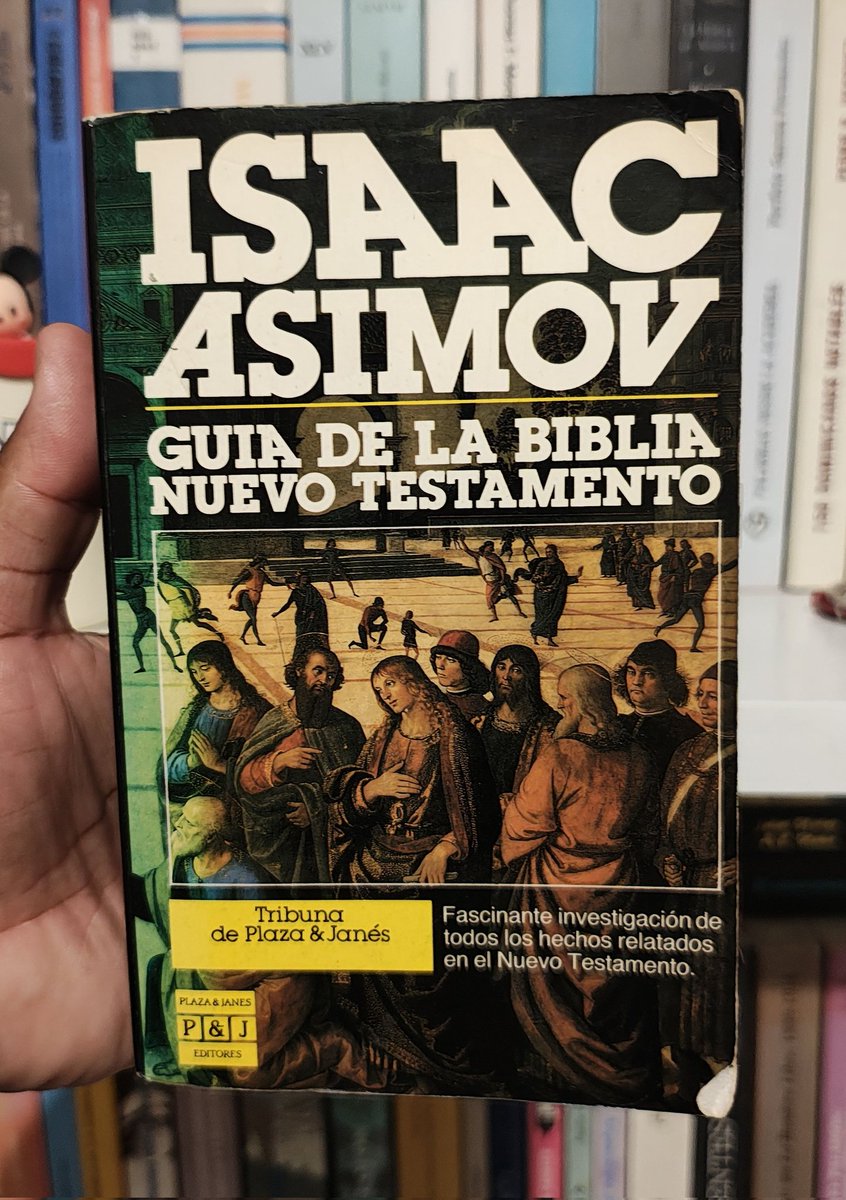 ISAAC
ASIMOV
GUIA DE LA BIBLIA
NUEVO TESTAMENTO
Tribuna
de Plaza & Janés
Fascinante investigación de
todos los hechos relatados
en el Nuevo Testamento.
PLAZA & JANES
P & J
EDITORES